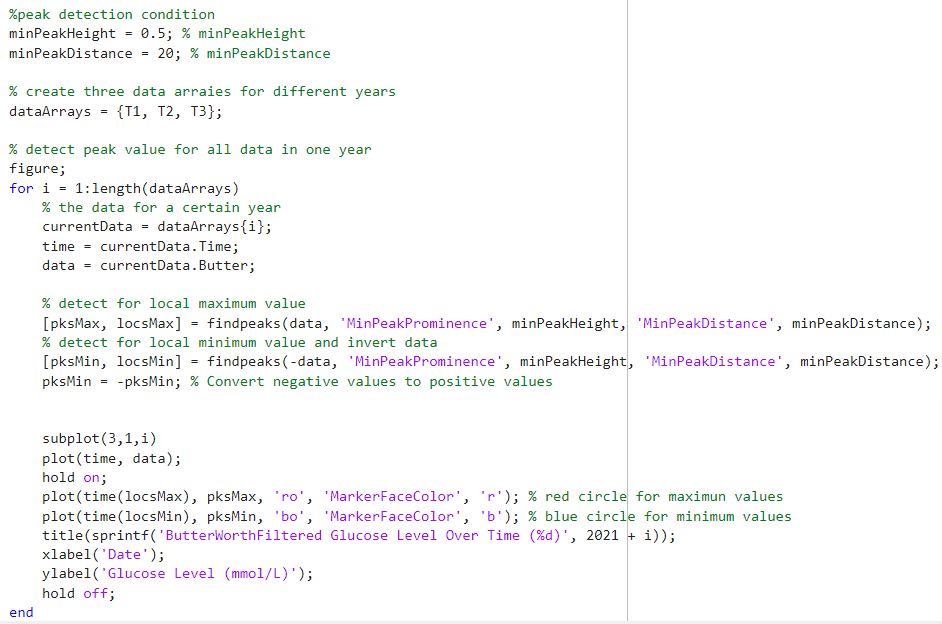 %peak detection condition
minPeakHeight = 0.5; % minPeakHeight
minPeakDistance = 20; % minPeakDistance
% create three data arraies for different years
dataArrays = {T1, T2, T3};
% detect peak value for all data in one year
figure;
for i = 1:length(dataArrays)
% the data for a certain year
currentData = dataArrays{i};
time = currentData.Time;
data = currentData.Butter;
% detect for local maximum value
[pksMax, locsMax] = findpeaks(data, 'MinPeakProminence', minPeakHeight, 'MinPeakDistance', minPeakDistance);
% detect for local minimum value and invert data
[pksMin, locsMin] = findpeaks(-data, 'MinPeakProminence', minPeakHeight, 'MinPeakDistance', minPeakDistance);
pksMin = -pksMin; % Convert negative values to positive values
subplot(3,1,i)
plot(time, data);
hold on;
plot(time(locsMax), pksMax, 'ro', 'MarkerFaceColor', 'r'); % red circle for maximun values
plot(time(locsMin), pksMin, 'bo', 'MarkerFaceColor', 'b'); % blue circle for minimum values
title(sprintf('ButterWorthFiltered Glucose Level Over Time (%d)', 2021 + i));
xlabel('Date');
ylabel('Glucose Level (mmol/L)');
hold off;
end